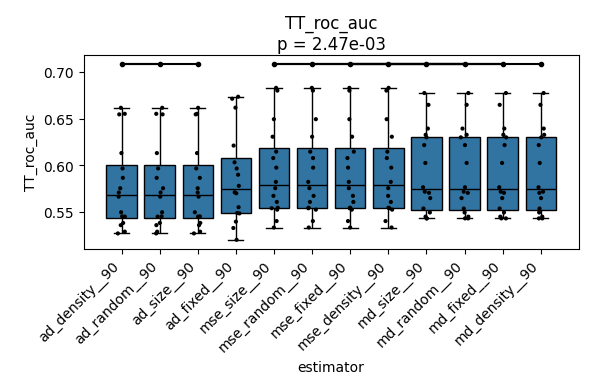 TT_roc_auc
p = 2.47e-03
TT_roc_auc
0.70
0.65
0.60
0.55
ad_density__90
ad_random__90
ad_size__90
ad_fixed__90
mse_size__90
mse_random__90
mse_fixed__90
mse_density__90
md_size__90
md_random__90
md_fixed__90
md_density__90
estimator